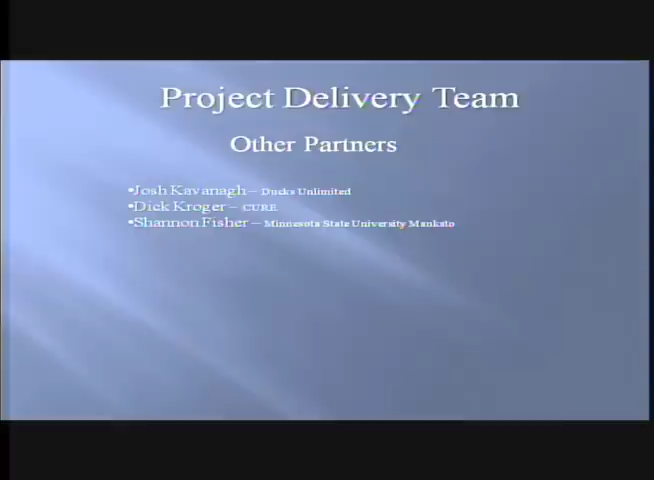 Project Delivery Team
Other Partners
•Josh Kavanagh – Ducks Unlimited
•Dick Kroger – CURE
•Shannon Fisher – Minnesota State University Mankato